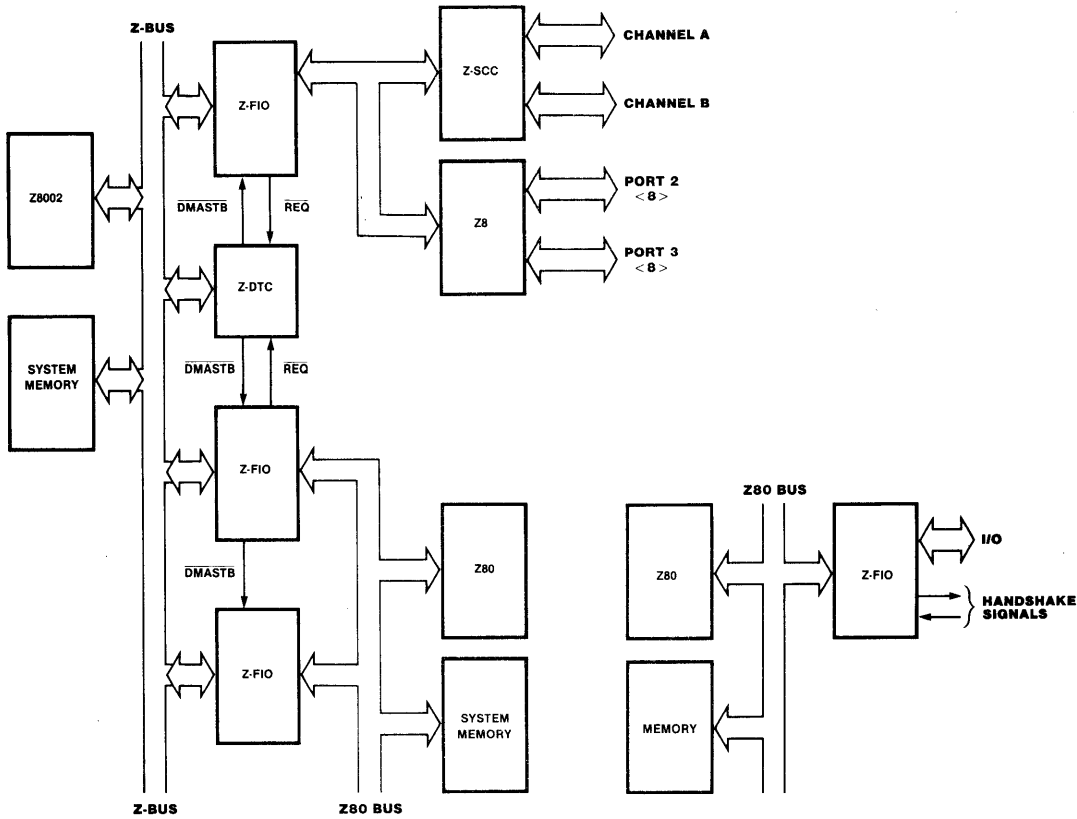 Z-BUS
Z-FIO
Z-SCC
CHANNEL A
CHANNEL B
Z8002
DMASTB
REQ
Z8
PORT 2
<8>
PORT 3
<8>
Z-DTC
SYSTEM
MEMORY
DMASTB
REQ
Z-FIO
DMASTB
Z80
Z-FIO
SYSTEM
MEMORY
Z-BUS
Z80 BUS
Z80 BUS
Z80
Z-FIO
I/O
HANDSHAKE
SIGNALS
MEMORY